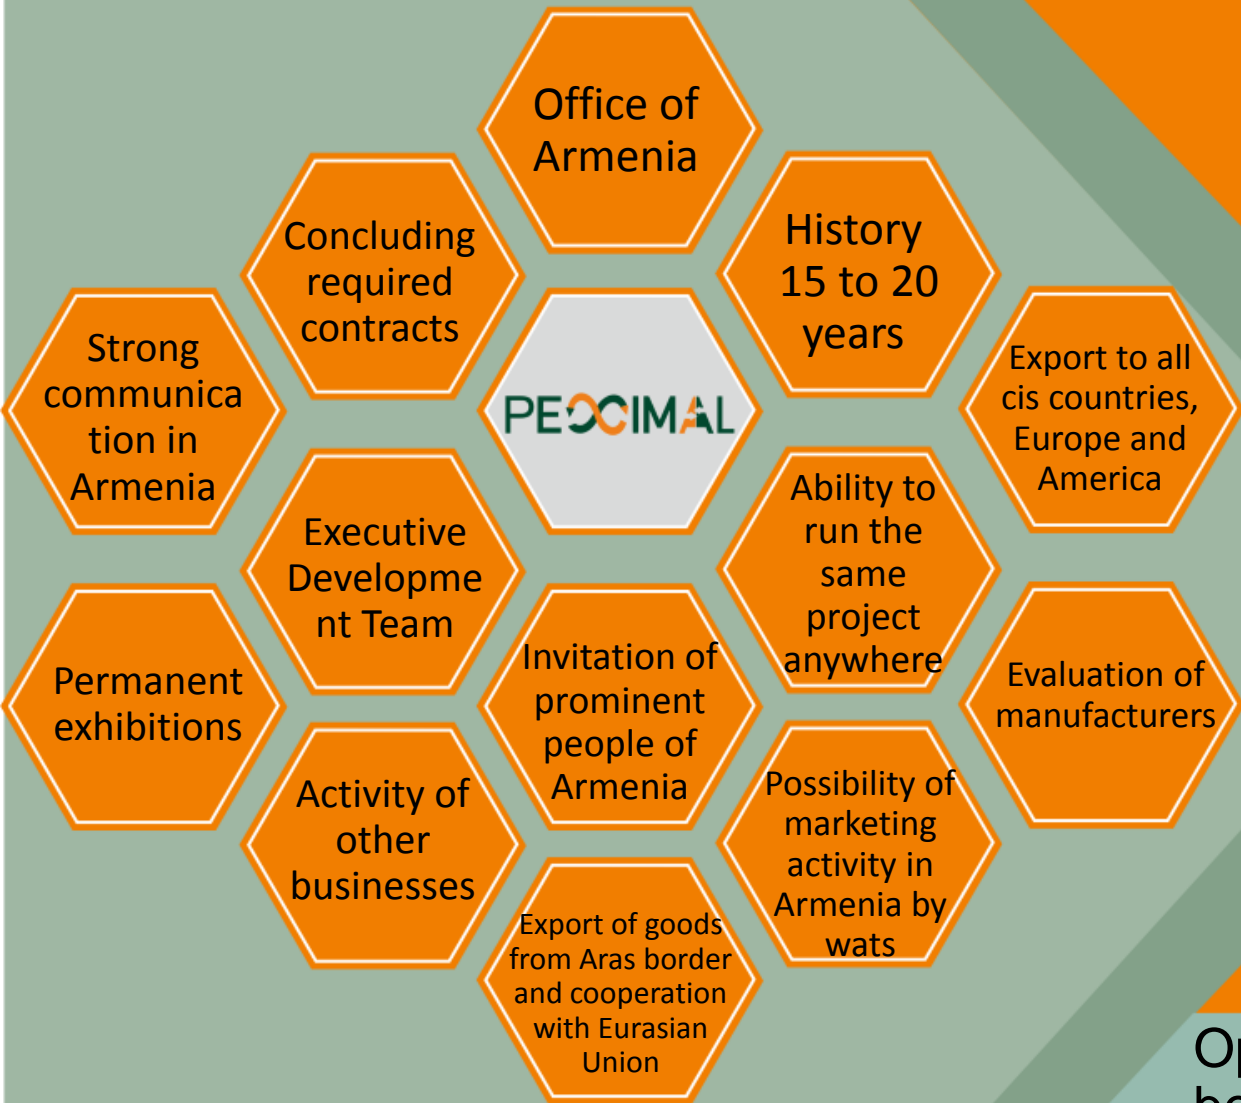 Office of
Armenia
Concluding
required
contracts
History
15 to 20
years
Strong
communica
tion in
Armenia
PECCIMAL
Export to all
cis countries,
Europe and
America
Executive
Developme
nt Team
Ability to
run the
same
project
anywhere
Permanent
exhibitions
Invitation of
prominent
people of
Armenia
Evaluation of
manufacturers
Activity of
other
businesses
Possibility of
marketing
activity in
Armenia by
wats
Export of goods
from Aras border
and cooperation
with Eurasian
Union